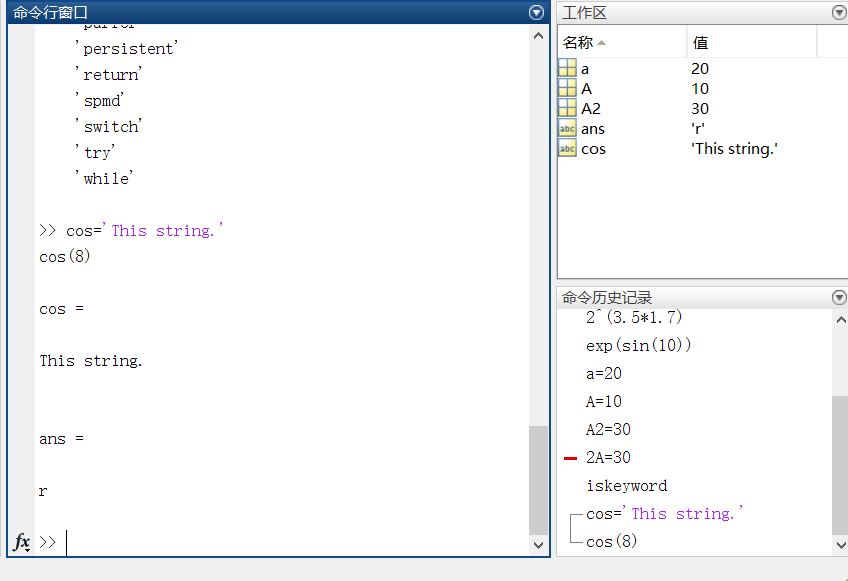 命令行窗口
'persistent'
'return'
'spmd'
'switch'
'try'
'while'
>> cos='This string.'
cos(8)
cos =
This string.
ans =
r
fx >>
工作区
名称 值
a 20
A 10
A2 30
abc ans 'r'
abc cos 'This string.'
命令历史记录
2^(3.5*1.7)
exp(sin(10))
a=20
A=10
A2=30
2A=30
iskeyword
cos='This string.'
cos(8)